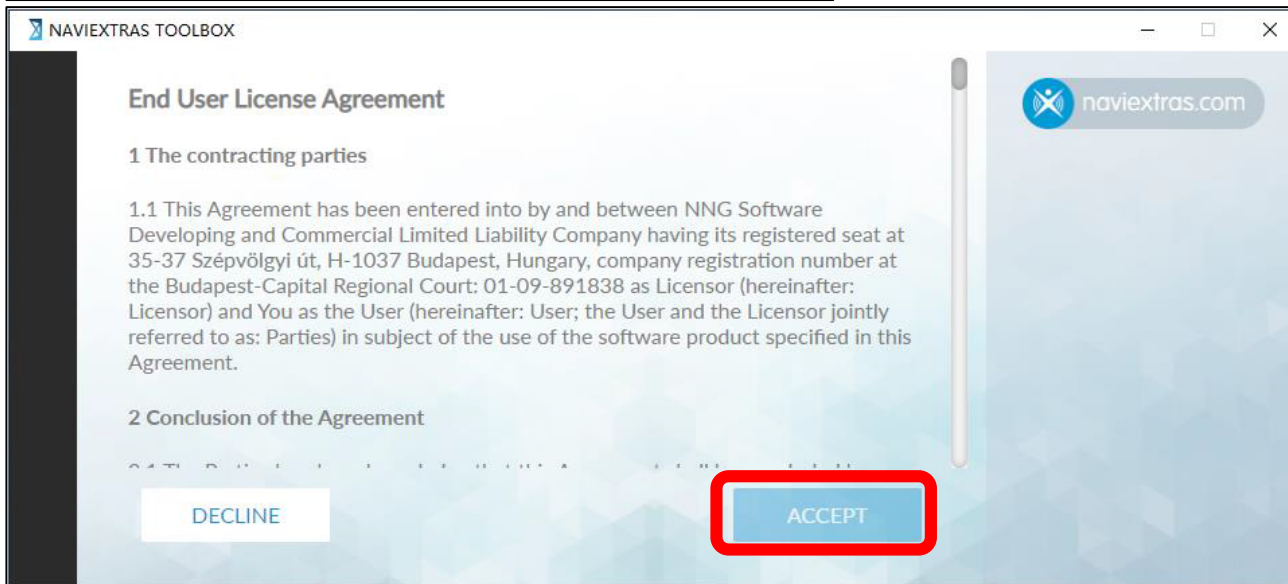 NAVIEXTRAS TOOLBOX
naviextras.com
End User License Agreement
1 The contracting parties
1.1 This Agreement has been entered into by and between NNG Software
Developing and Commercial Limited Liability Company having its registered seat at
35-37 Szépvölgyi út, H-1037 Budapest, Hungary, company registration number at
the Budapest-Capital Regional Court: 01-09-891838 as Licensor (hereinafter:
Licensor) and You as the User (hereinafter: User; the User and the Licensor jointly
referred to as: Parties) in subject of the use of the software product specified in this
Agreement.
2 Conclusion of the Agreement
DECLINE
ACCEPT